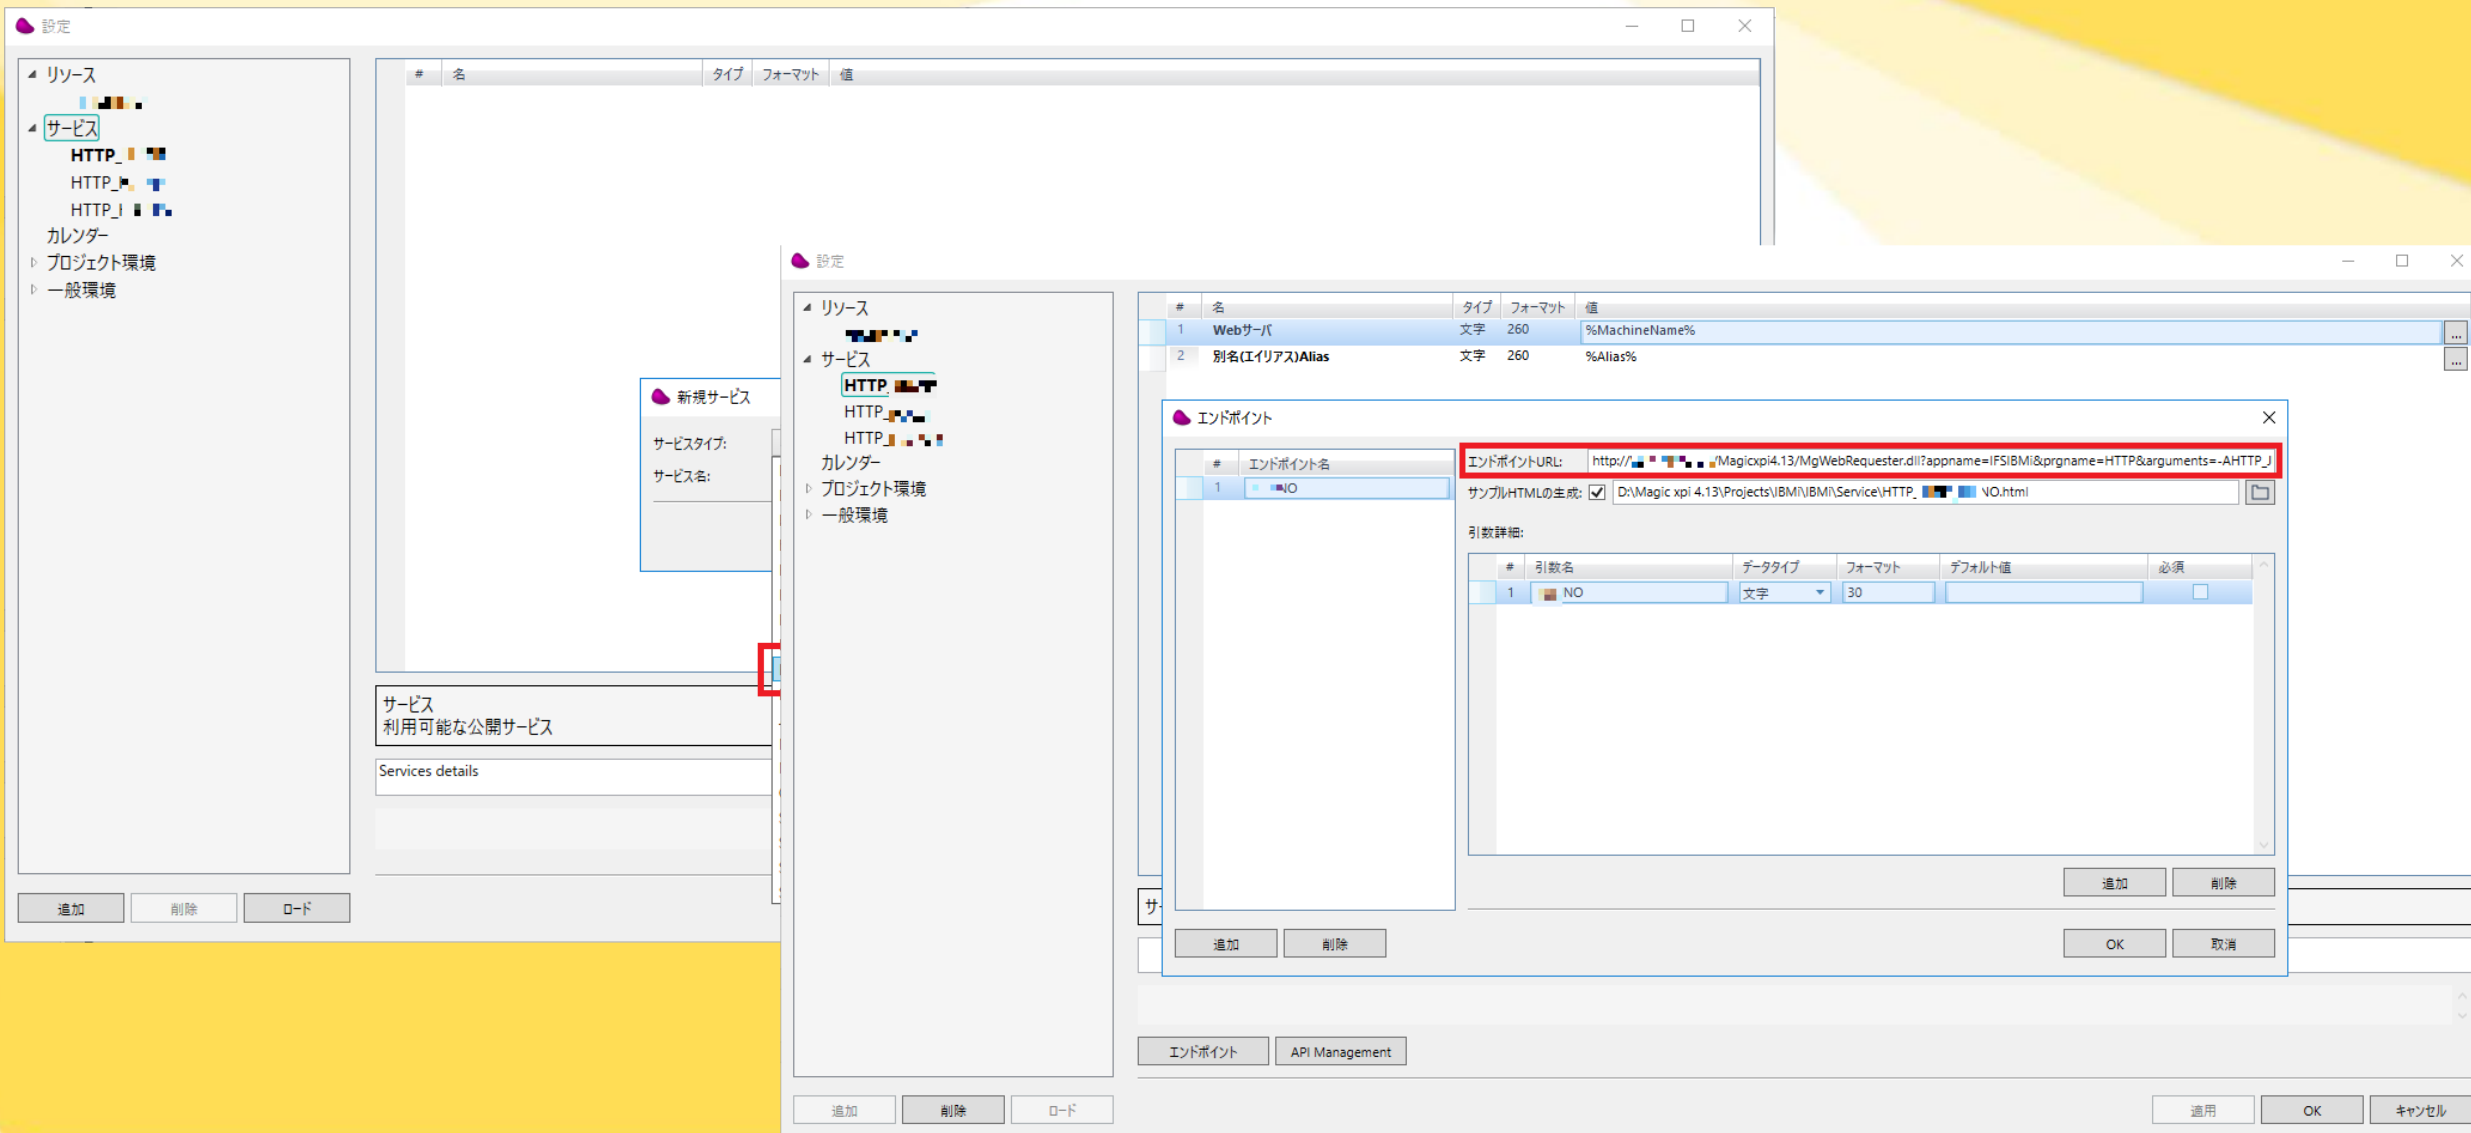 設定
リソース
サービス
HTTP_
HTTP_
HTTP_
カレンダー
プロジェクト環境
一般環境
# 名 タイプ フォーマット 値
新規サービス
サービスタイプ:
サービス名:
サービス
利用可能な公開サービス
Services details
追加 削除 ロード
設定
リソース
サービス
HTTP_
HTTP_
HTTP_
カレンダー
プロジェクト環境
一般環境
# 名 タイプ フォーマット 値
1 Webサーバ 文字 260 %MachineName% ...
2 別名(エイリアス)Alias 文字 260 %Alias% ...
エンドポイント
# エンドポイント名
1 NO
エンドポイントURL: http:// /Magicxpi4.13/MgWebRequester.dll?appname=IFSIBMi&prgname=HTTP&arguments=-AHTTP_
サンプルHTMLの生成: D:\Magic xpi 4.13\Projects\IBMi\IBMi\Service\HTTP_ NO.html
引数詳細:
# 引数名 データタイプ フォーマット デフォルト値 必須
1 NO 文字 30
追加 削除
追加 削除 OK 取消
サ
エンドポイント API Management
追加 削除 ロード 適用 OK キャンセル